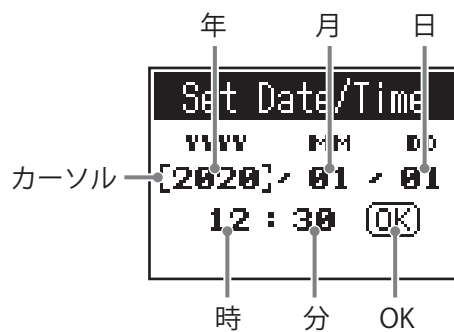 年 月 日
Set Date/Time
YYYY MM DD
カーソル [2020]/ 01 / 01
12 : 30 OK
時 分 OK